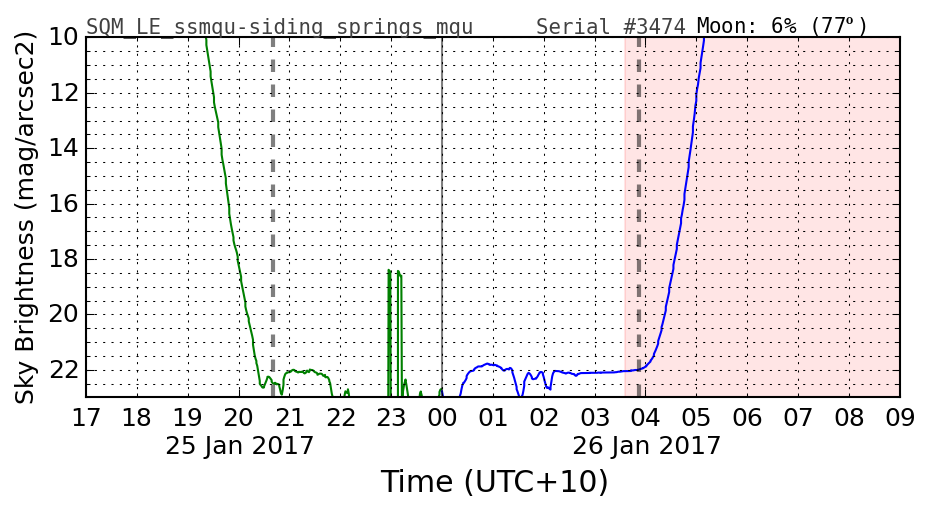 SQM_LE_ssmqu-siding_springs_mqu Serial #3474 Moon: 6% (77º)
Sky Brightness (mag/arcsec2)
10
12
14
16
18
20
22
17 18 19 20 21 22 23 00 01 02 03 04 05 06 07 08 09
25 Jan 2017 26 Jan 2017
Time (UTC+10)